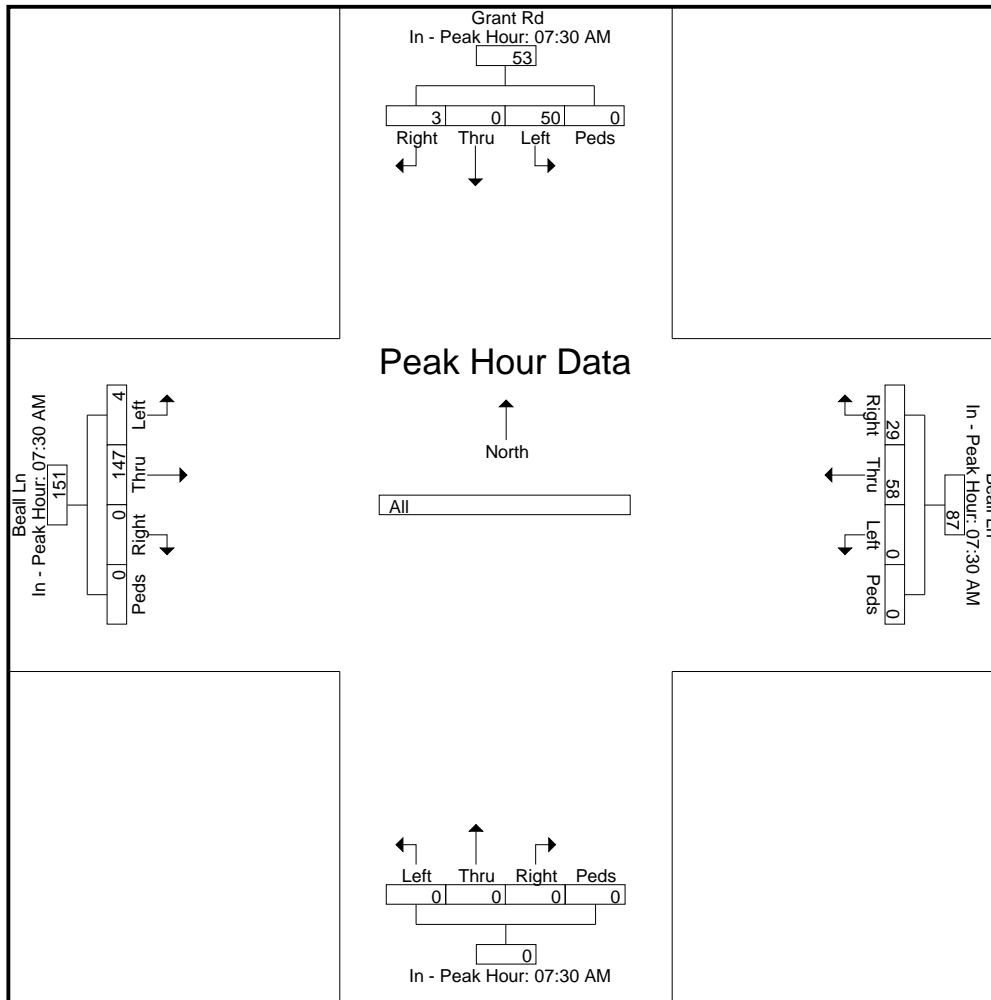 Grant Rd
In - Peak Hour: 07:30 AM
53
3 0 50 0
Right Thru Left Peds
Peak Hour Data
North
All
Beall Ln
In - Peak Hour: 07:30 AM
151
4 147 0 0
Left Thru Right Peds
Right Thru Left Peds
29 58 0 0
87
In - Peak Hour: 07:30 AM
Beall Ln
Left Thru Right Peds
0 0 0 0
0
In - Peak Hour: 07:30 AM